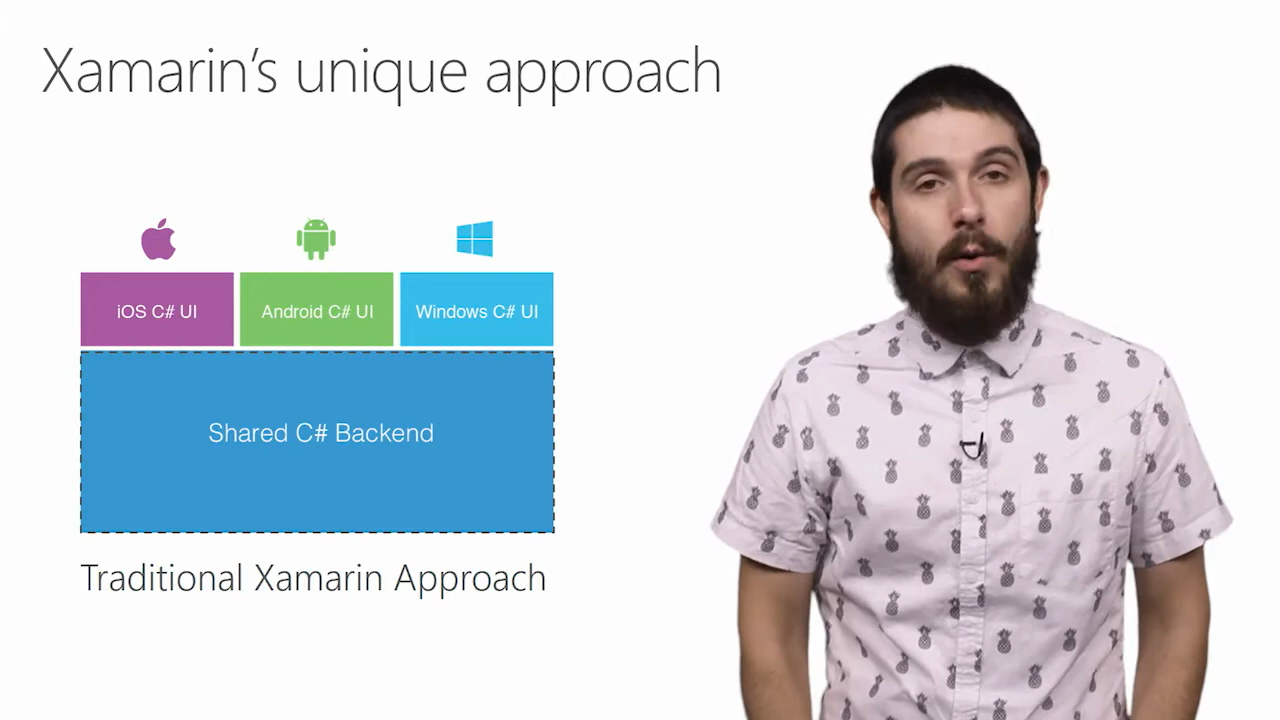 Xamarin’s unique approach
iOS C# UI
Android C# UI
Windows C# UI
Shared C# Backend
Traditional Xamarin Approach